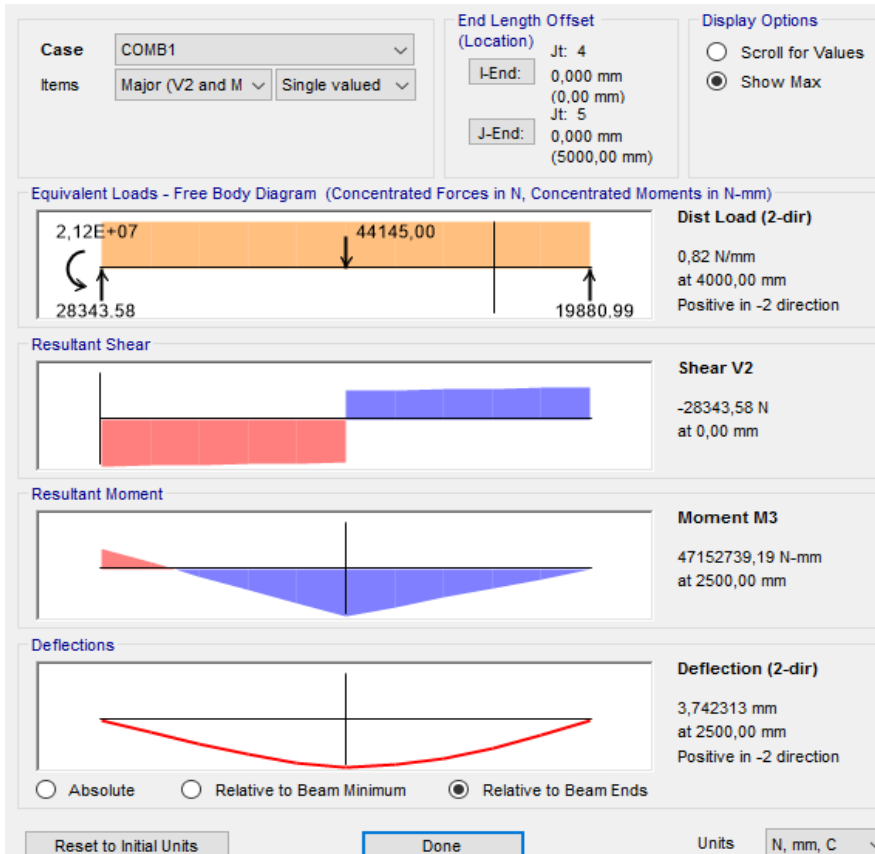 Case
COMB1
Items
Major (V2 and M
Single valued
End Length Offset
(Location)
Jt: 4
I-End:
0,000 mm
(0,00 mm)
Jt: 5
J-End:
0,000 mm
(5000,00 mm)
Display Options
Scroll for Values
Show Max
Equivalent Loads - Free Body Diagram (Concentrated Forces in N, Concentrated Moments in N-mm)
2,12E+07
44145,00
28343.58
19880.99
Dist Load (2-dir)
0,82 N/mm
at 4000,00 mm
Positive in -2 direction
Resultant Shear
Shear V2
-28343,58 N
at 0,00 mm
Resultant Moment
Moment M3
47152739,19 N-mm
at 2500,00 mm
Deflections
Deflection (2-dir)
3,742313 mm
at 2500,00 mm
Positive in -2 direction
Absolute
Relative to Beam Minimum
Relative to Beam Ends
Reset to Initial Units
Done
Units
N, mm, C